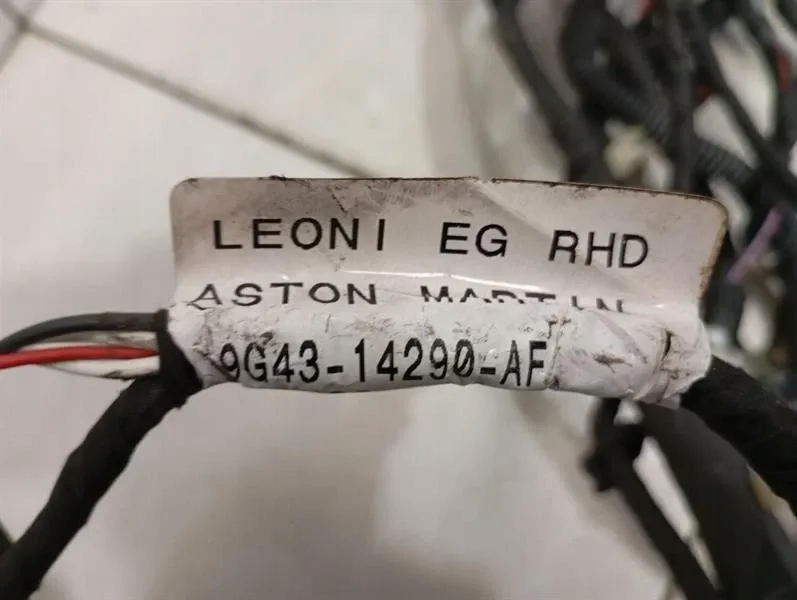 LEONI EG RHD
ASTON MARTIN
9G43-14290-AF